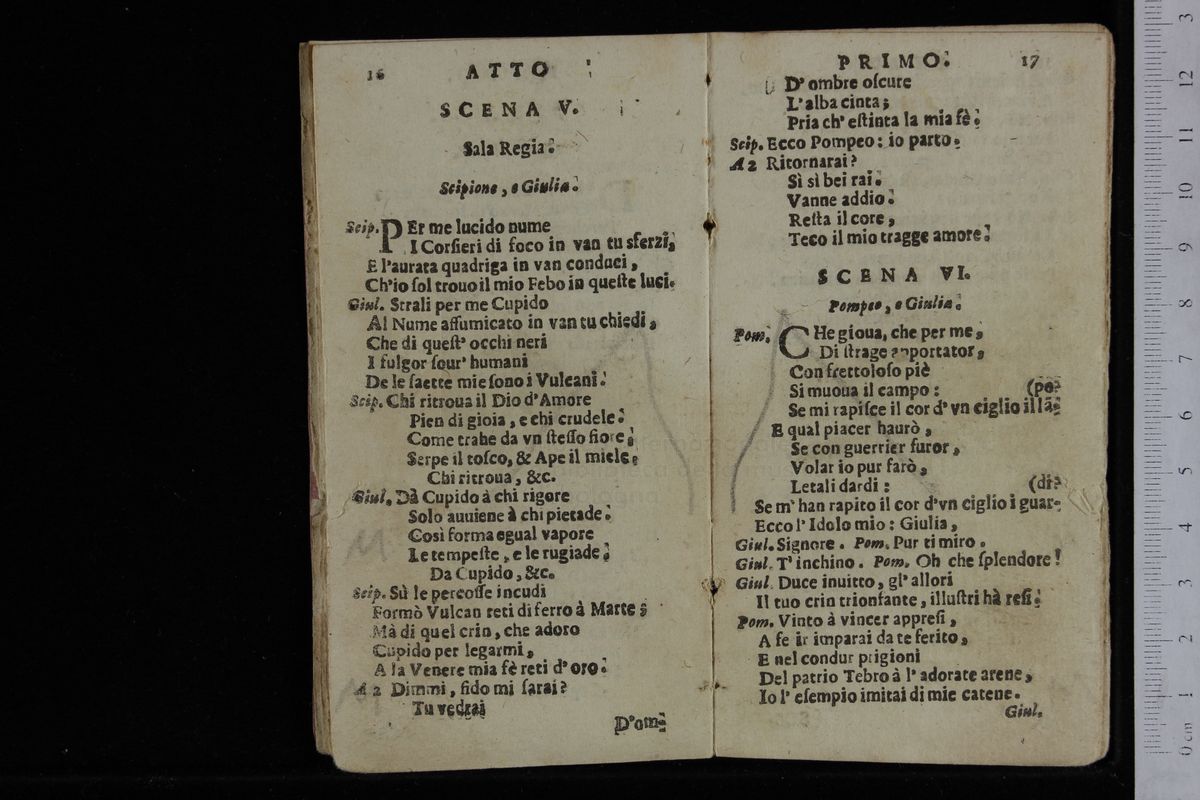 16 ATTO
SCENA V.
Sala Regia.
Scipione, e Giulia.
Scip. PEr me lucido nume
I Corsieri di foco in van tu sferzi,
E l'aurata quadriga in van conduci,
Ch'io sol trouo il mio Febo in queste luci.
Giul. Strali per me Cupido
Al Nume affumicato in van tu chiedi,
Che di quest' occhi neri
I fulgor sour' humani
De le saette mie sono i Vulcani.
Scip. Chi ritroua il Dio d'Amore
Pien di gioia, e chi crudele.
Come trahe da vn stesso fiore,
Serpe il tosco, & Ape il miele.
Chi ritroua, &c.
Giul. Dà Cupido à chi rigore
Solo auuiene à chi pietade.
Così forma egual vapore
Le tempeste, e le rugiade;
Da Cupido, &c.
Scip. Sù le percosse incudi
Formò Vulcan reti di ferro à Marte;
Mà di quel crin, che adoro
Cupido per legarmi,
A la Venere mia fè reti d'oro.
A 2 Dimmi, fido mi sarai?
Tu vedrai
D'om-
PRIMO. 17
D'ombre oscure
L'alba cinta;
Pria ch'estinta la mia fè.
Scip. Ecco Pompeo: io parto.
A 2 Ritornarai?
Sì sì bei rai.
Vanne addio.
Resta il core,
Teco il mio tragge amore.
SCENA VI.
Pompeo, e Giulia.
Pom. CHe gioua, che per me,
Di strage apportator,
Con frettoloso piè
Si muoua il campo: (po?
Se mi rapisce il cor d'vn ciglio il lã-
E qual piacer haurò,
Se con guerrier furor,
Volar io pur farò,
Letali dardi: (di?
Se m'han rapito il cor d'vn ciglio i guar-
Ecco l'Idolo mio: Giulia,
Giul. Signore. Pom. Pur ti miro.
Giul. T'inchino. Pom. Oh che splendore!
Giul. Duce inuitto, gl'allori
Il tuo crin trionfante, illustri hà resi.
Pom. Vinto à vincer appresi,
A fe ir imparai da te ferito,
E nel condur prigioni
Del patrio Tebro à l'adorate arene,
Io l'esempio imitai di mie catene.
Giul.